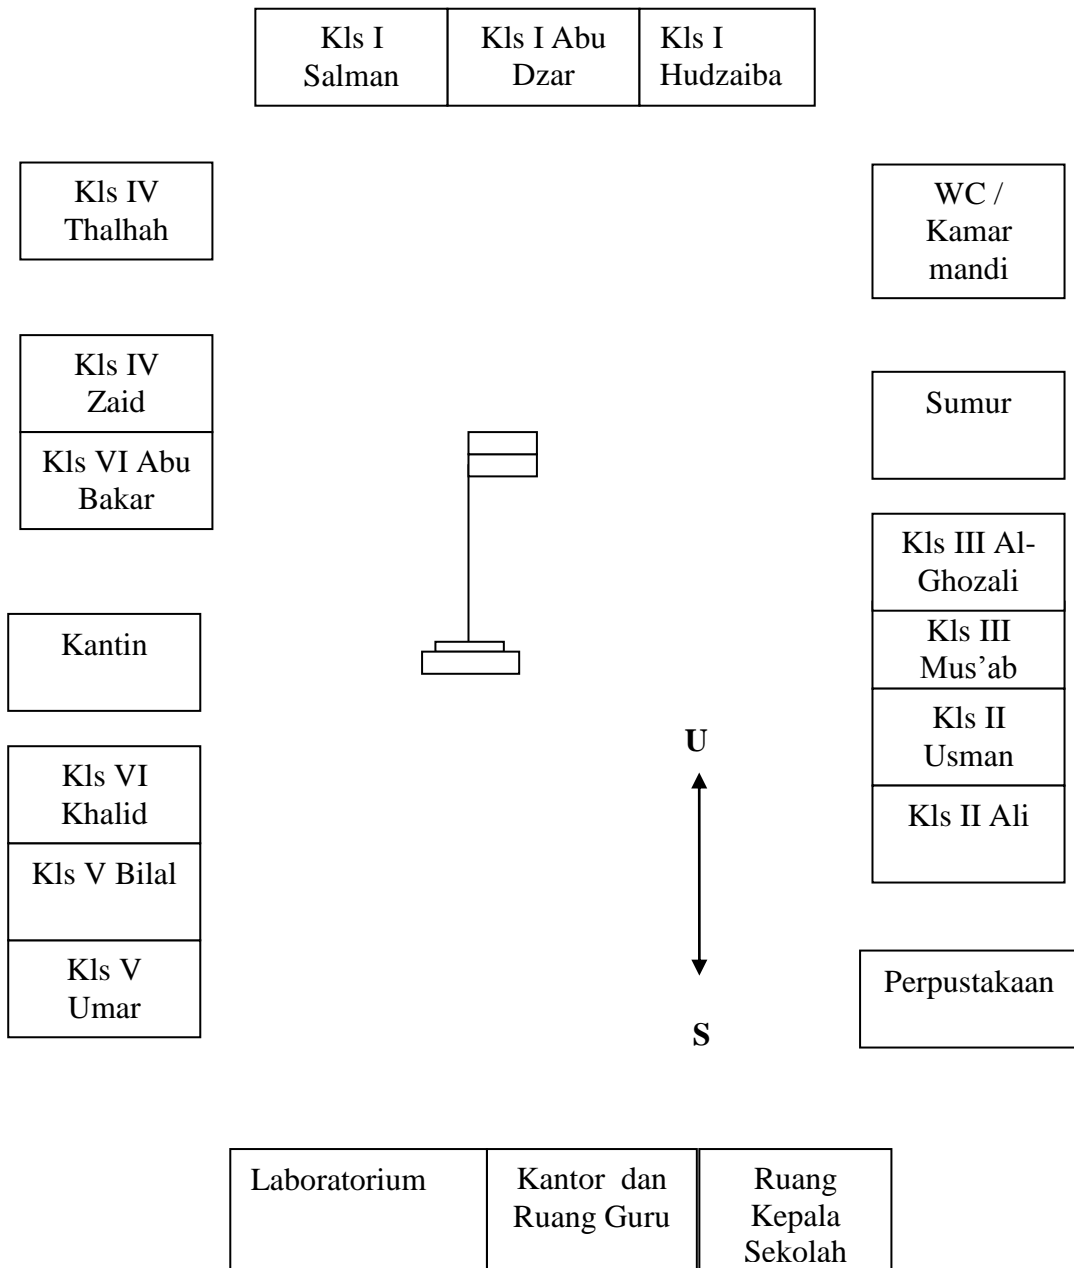 Kls I
Salman
Kls I Abu
Dzar
Kls I
Hudzaiba
Kls IV
Thalhah
WC /
Kamar
mandi
Kls IV
Zaid
Sumur
Kls VI Abu
Bakar
Kls III Al-
Ghozali
Kantin
Kls III
Mus’ab
Kls II
Usman
U
Kls VI
Khalid
Kls II Ali
Kls V Bilal
Kls V
Umar
Perpustakaan
S
Laboratorium
Kantor dan
Ruang Guru
Ruang
Kepala
Sekolah